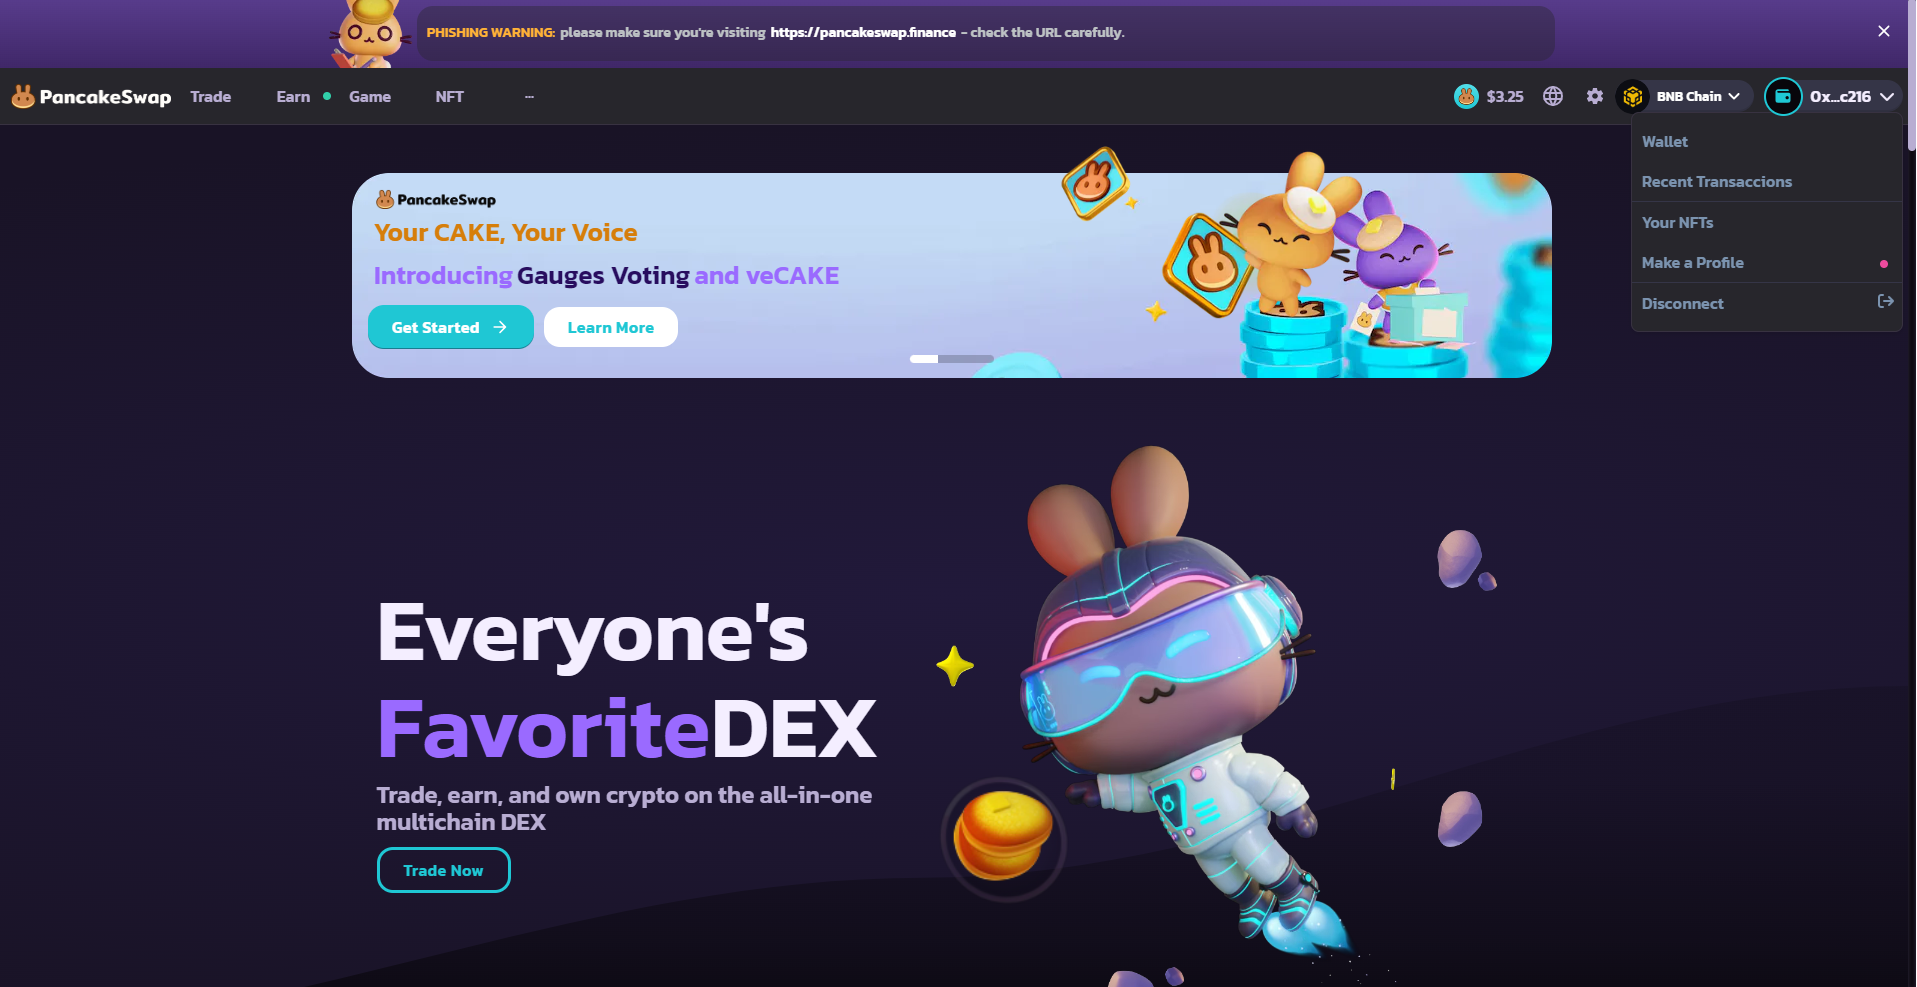 PHISHING WARNING: please make sure you're visiting https://pancakeswap.finance - check the URL carefully.
PancakeSwap Trade Earn Game NFT ... $3.25 BNB Chain 0x...c216
Wallet
Recent Transaccions
Your NFTs
Make a Profile
Disconnect
PancakeSwap
Your CAKE, Your Voice
Introducing Gauges Voting and veCAKE
Get Started → Learn More
Everyone's
FavoriteDEX
Trade, earn, and own crypto on the all-in-one
multichain DEX
Trade Now